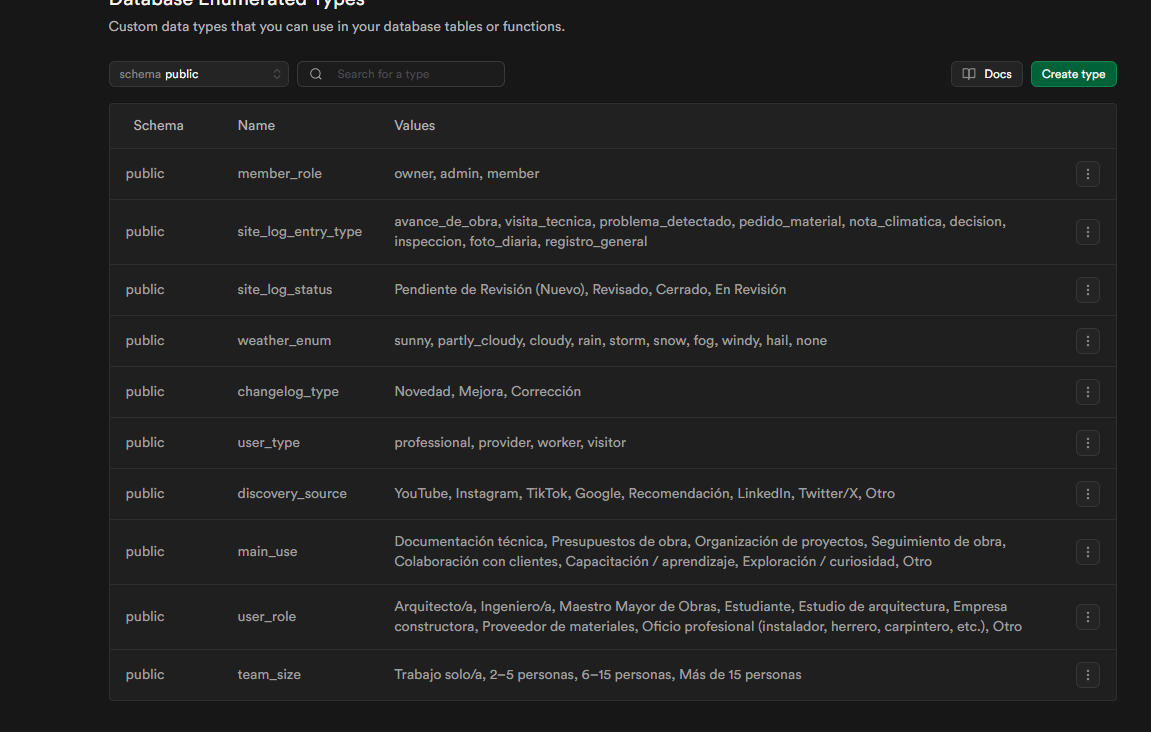 Database Enumerated Types
Custom data types that you can use in your database tables or functions.
schema public
Search for a type
Docs
Create type
Schema Name Values
public member_role owner, admin, member
public site_log_entry_type avance_de_obra, visita_tecnica, problema_detectado, pedido_material, nota_climatica, decision,
inspeccion, foto_diaria, registro_general
public site_log_status Pendiente de Revisión (Nuevo), Revisado, Cerrado, En Revisión
public weather_enum sunny, partly_cloudy, cloudy, rain, storm, snow, fog, windy, hail, none
public changelog_type Novedad, Mejora, Corrección
public user_type professional, provider, worker, visitor
public discovery_source YouTube, Instagram, TikTok, Google, Recomendación, LinkedIn, Twitter/X, Otro
public main_use Documentación técnica, Presupuestos de obra, Organización de proyectos, Seguimiento de obra,
Colaboración con clientes, Capacitación / aprendizaje, Exploración / curiosidad, Otro
public user_role Arquitecto/a, Ingeniero/a, Maestro Mayor de Obras, Estudiante, Estudio de arquitectura, Empresa
constructora, Proveedor de materiales, Oficio profesional (instalador, herrero, carpintero, etc.), Otro
public team_size Trabajo solo/a, 2–5 personas, 6–15 personas, Más de 15 personas